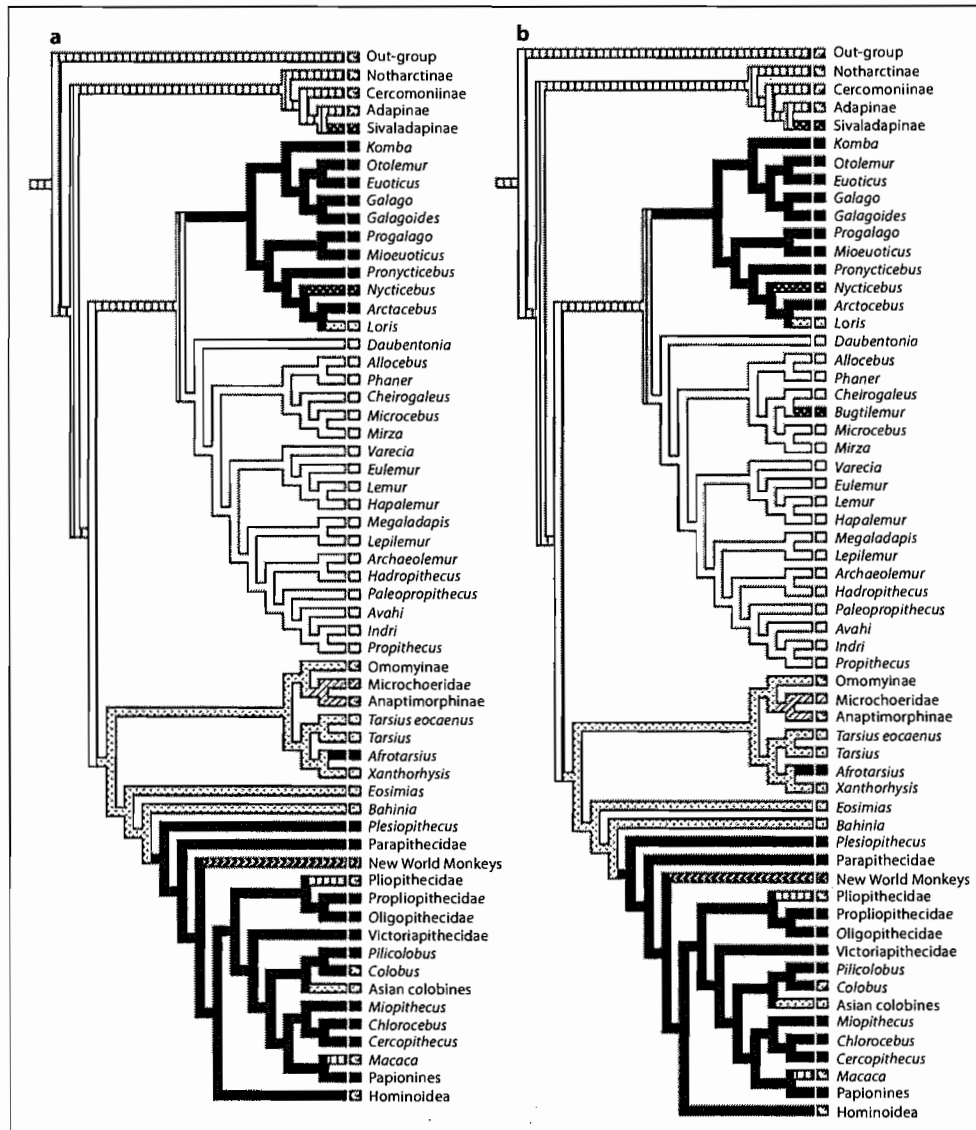 a
Out-group
Notharctinae
Cercomoniinae
Adapinae
Sivaladapinae
Komba
Otolemur
Euoticus
Galago
Galagoides
Progalago
Mioeuoticus
Pronycticebus
Nycticebus
Arctacebus
Loris
Daubentonia
Allocebus
Phaner
Cheirogaleus
Microcebus
Mirza
Varecia
Eulemur
Lemur
Hapalemur
Megaladapis
Lepilemur
Archaeolemur
Hadropithecus
Paleopropithecus
Avahi
Indri
Propithecus
Omomyinae
Microchoeridae
Anaptimorphinae
Tarsius eocaenus
Tarsius
Afrotarsius
Xanthorhysis
Eosimias
Bahinia
Plesiopithecus
Parapithecidae
New World Monkeys
Pliopithecidae
Propliopithecidae
Oligopithecidae
Victoriapithecidae
Pilicolobus
Colobus
Asian colobines
Miopithecus
Chlorocebus
Cercopithecus
Macaca
Papionines
Hominoidea
b
Out-group
Notharctinae
Cercomoniinae
Adapinae
Sivaladapinae
Komba
Otolemur
Euoticus
Galago
Galagoides
Progalago
Mioeuoticus
Pronycticebus
Nycticebus
Arctocebus
Loris
Daubentonia
Allocebus
Phaner
Cheirogaleus
Bugtilemur
Microcebus
Mirza
Varecia
Eulemur
Lemur
Hapalemur
Megaladapis
Lepilemur
Archaeolemur
Hadropithecus
Paleopropithecus
Avahi
Indri
Propithecus
Omomyinae
Microchoeridae
Anaptimorphinae
Tarsius eocaenus
Tarsius
Afrotarsius
Xanthorhysis
Eosimias
Bahinia
Plesiopithecus
Parapithecidae
New World Monkeys
Pliopithecidae
Propliopithecidae
Oligopithecidae
Victoriapithecidae
Pilicolobus
Colobus
Asian colobines
Miopithecus
Chlorocebus
Cercopithecus
Macaca
Papionines
Hominoidea